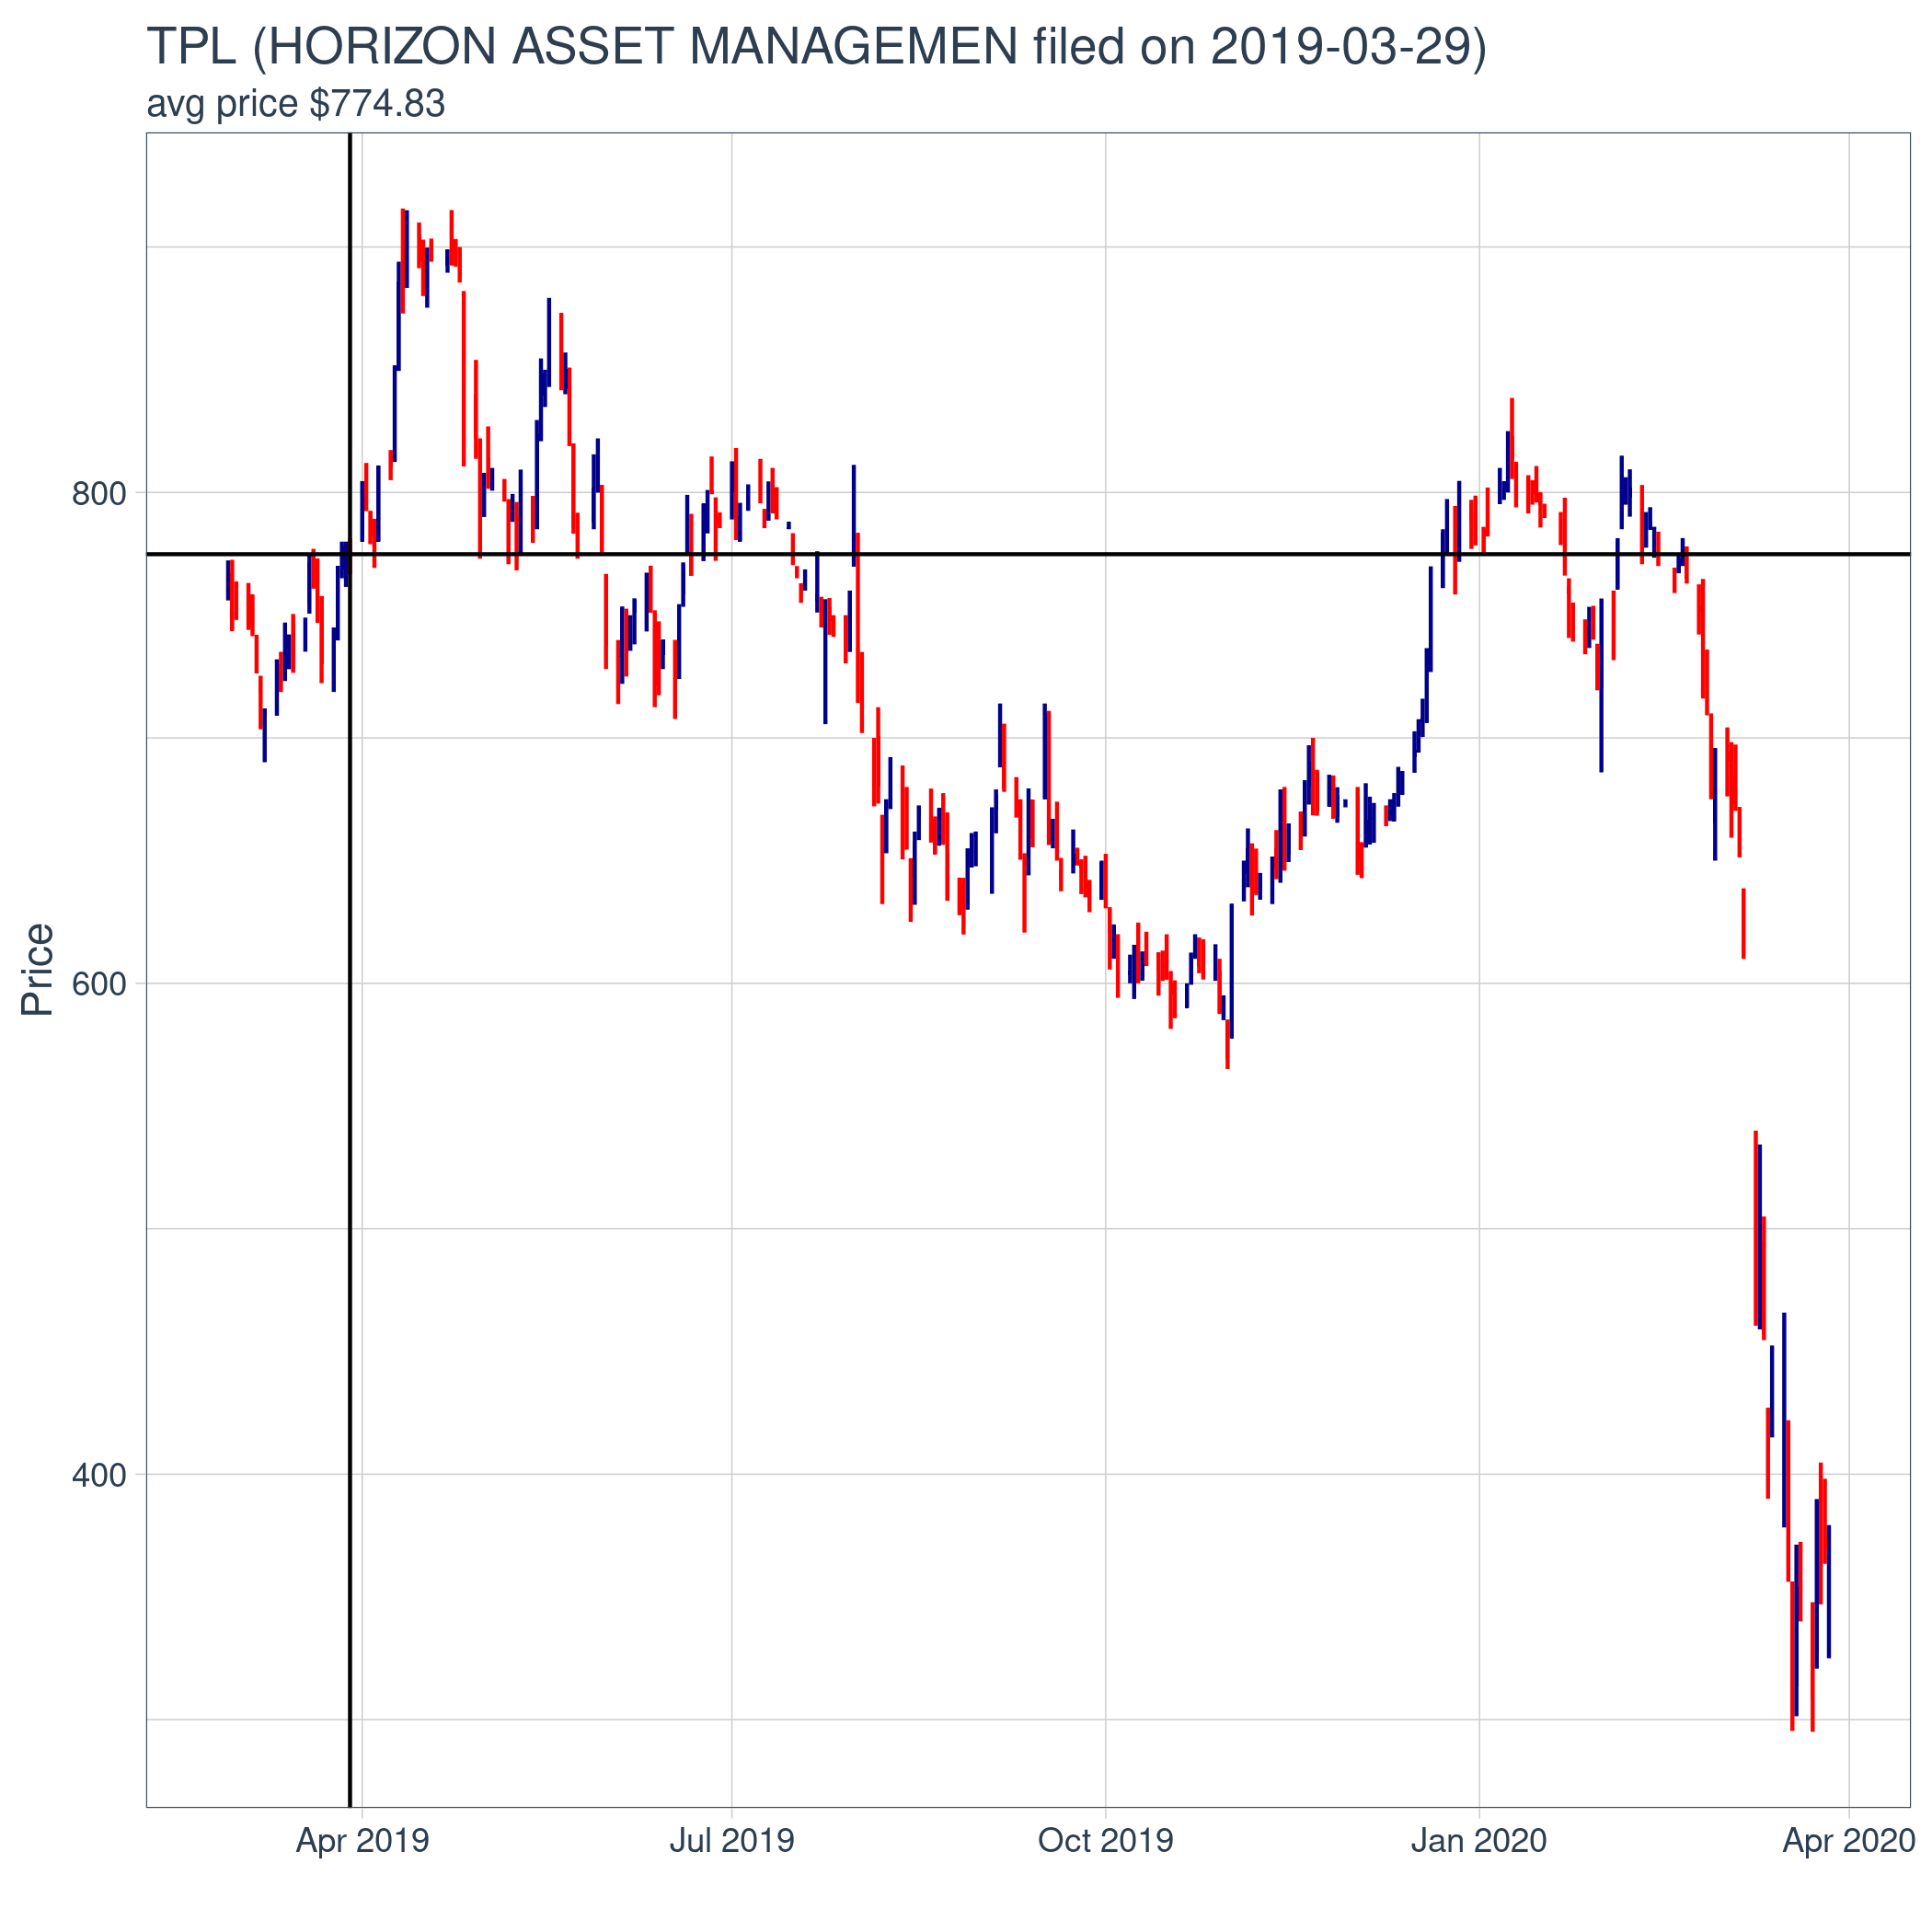 TPL (HORIZON ASSET MANAGEMEN filed on 2019-03-29)
avg price $774.83
Price
800
600
400
Apr 2019
Jul 2019
Oct 2019
Jan 2020
Apr 2020